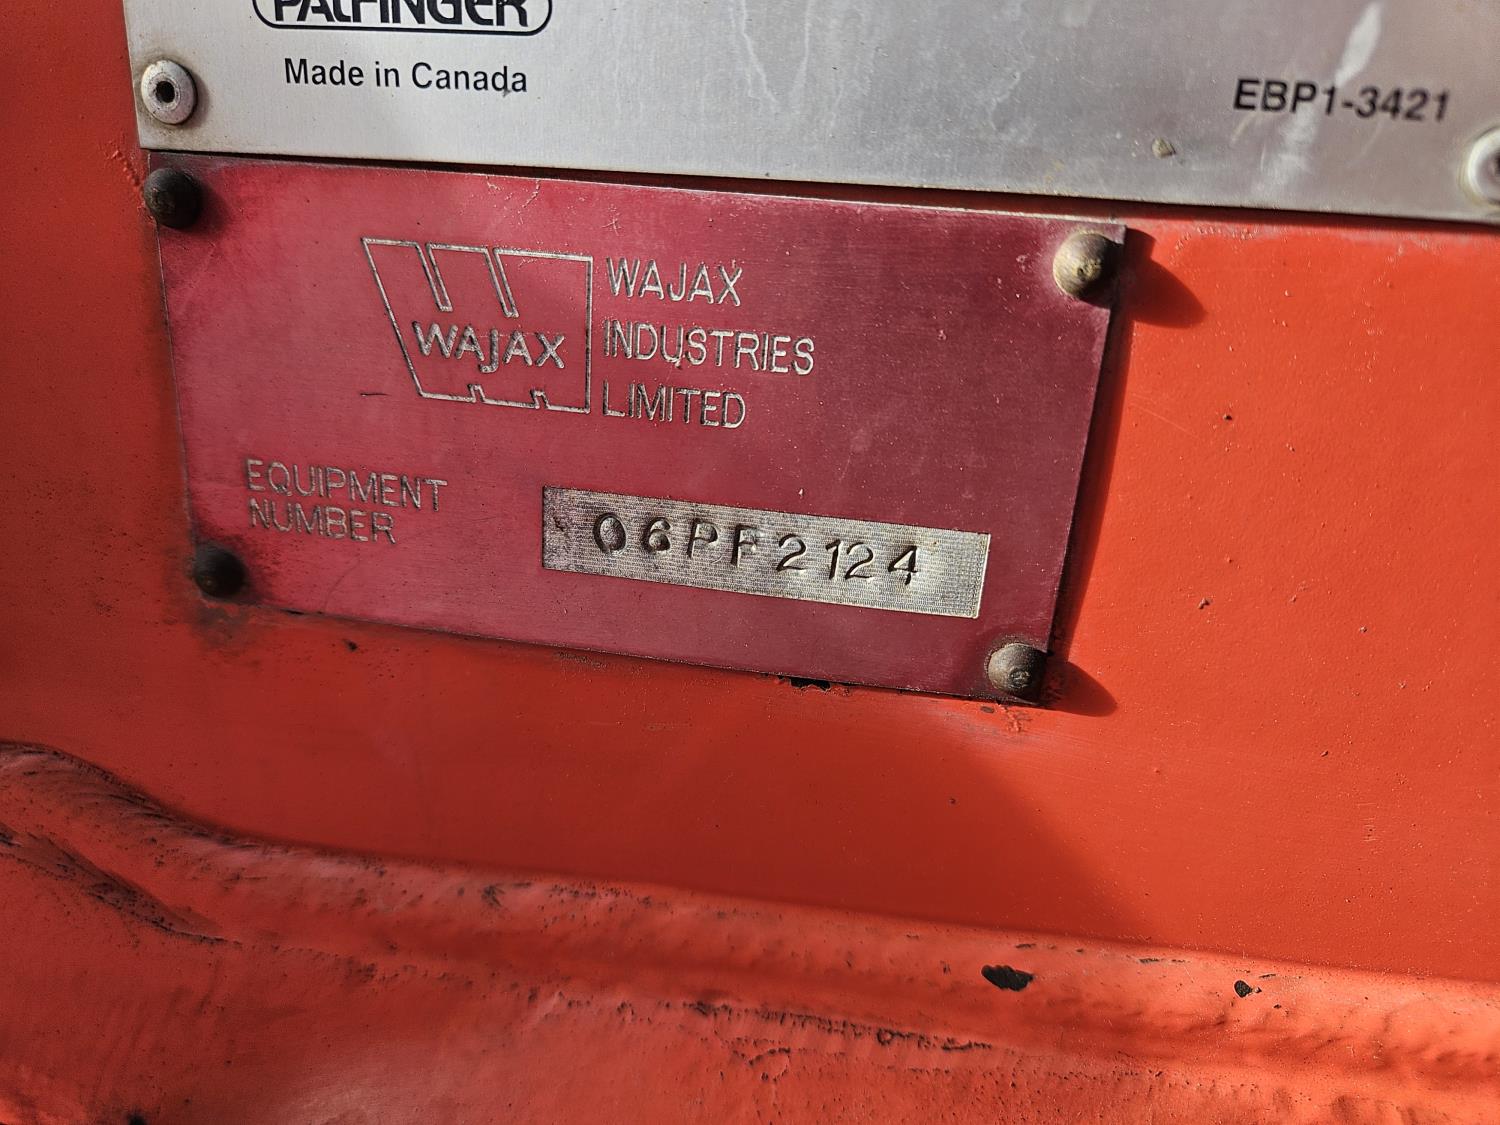 PALFINGER
Made in Canada
EBP1-3421
WAJAX
WAJAX
INDUSTRIES
LIMITED
EQUIPMENT
NUMBER
06PF2124